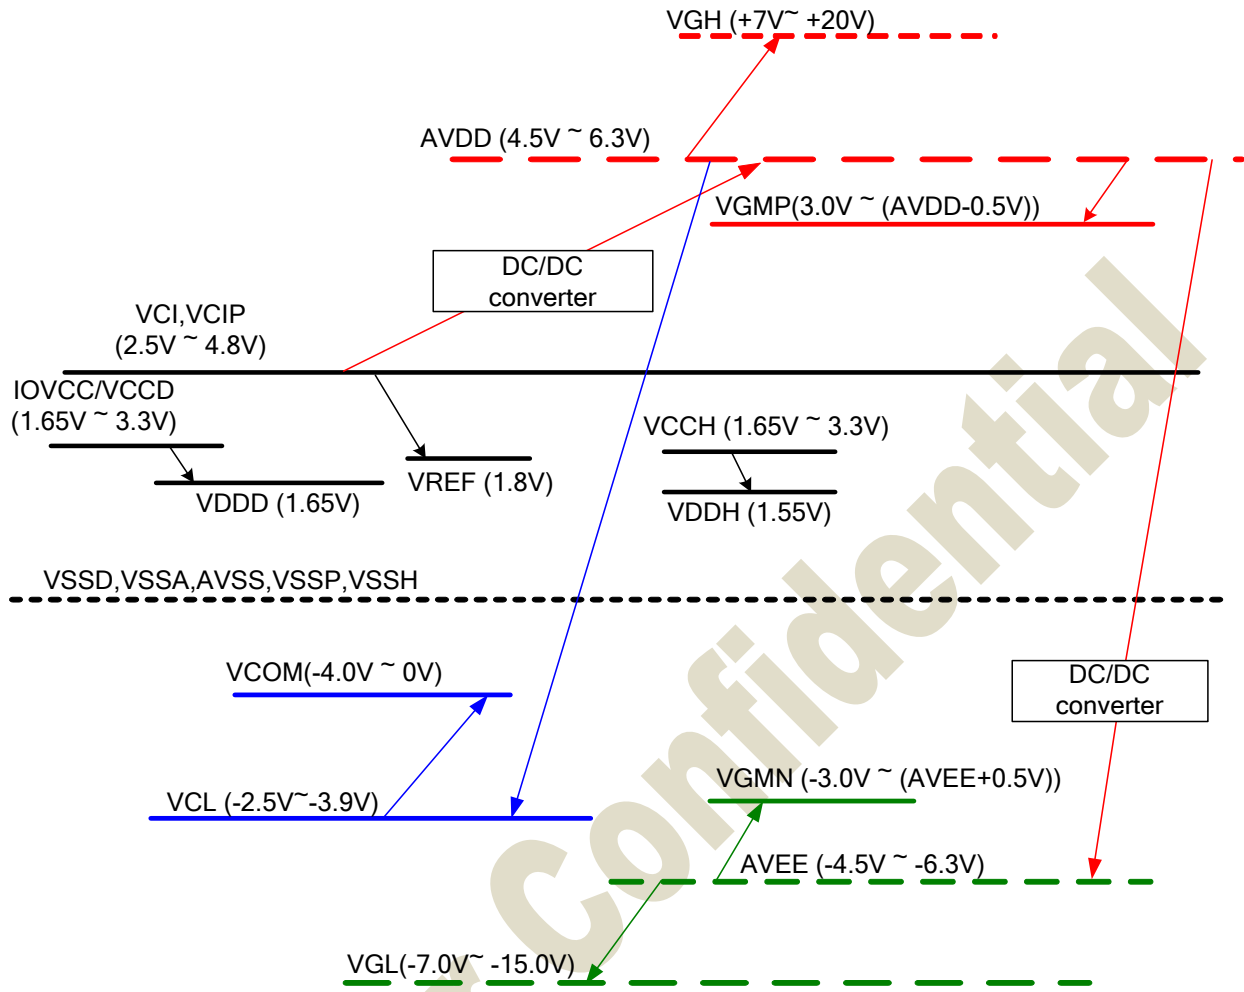 VGH (+7V~ +20V)
AVDD (4.5V ~ 6.3V)
VGMP(3.0V ~ (AVDD-0.5V))
DC/DC
converter
VCI,VCIP
(2.5V ~ 4.8V)
IOVCC/VCCD
(1.65V ~ 3.3V)
VCCH (1.65V ~ 3.3V)
VREF (1.8V)
VDDD (1.65V)
VDDH (1.55V)
VSSD,VSSA,AVSS,VSSP,VSSH
VCOM(-4.0V ~ 0V)
DC/DC
converter
VGMN (-3.0V ~ (AVEE+0.5V))
VCL (-2.5V~-3.9V)
AVEE (-4.5V ~ -6.3V)
VGL(-7.0V~ -15.0V)
Confidential